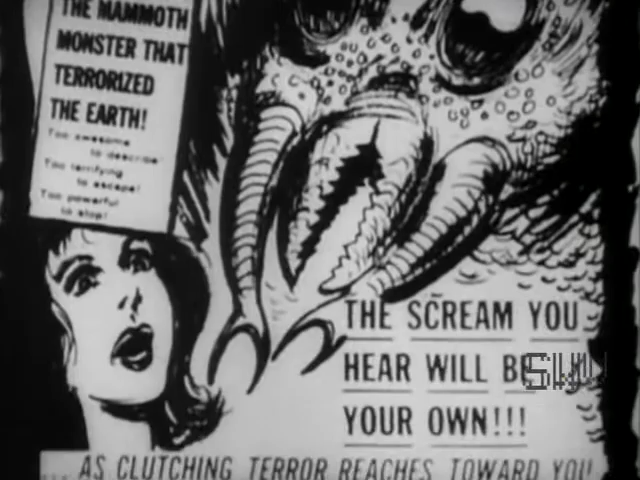 THE MAMMOTH
MONSTER THAT
TERRORIZED
THE EARTH!
Too awesome
to describe!
Too terrifying
to escape!
Too powerful
to stop!
THE SCREAM YOU
HEAR WILL BE
YOUR OWN!!!
... AS CLUTCHING TERROR REACHES TOWARD YOU